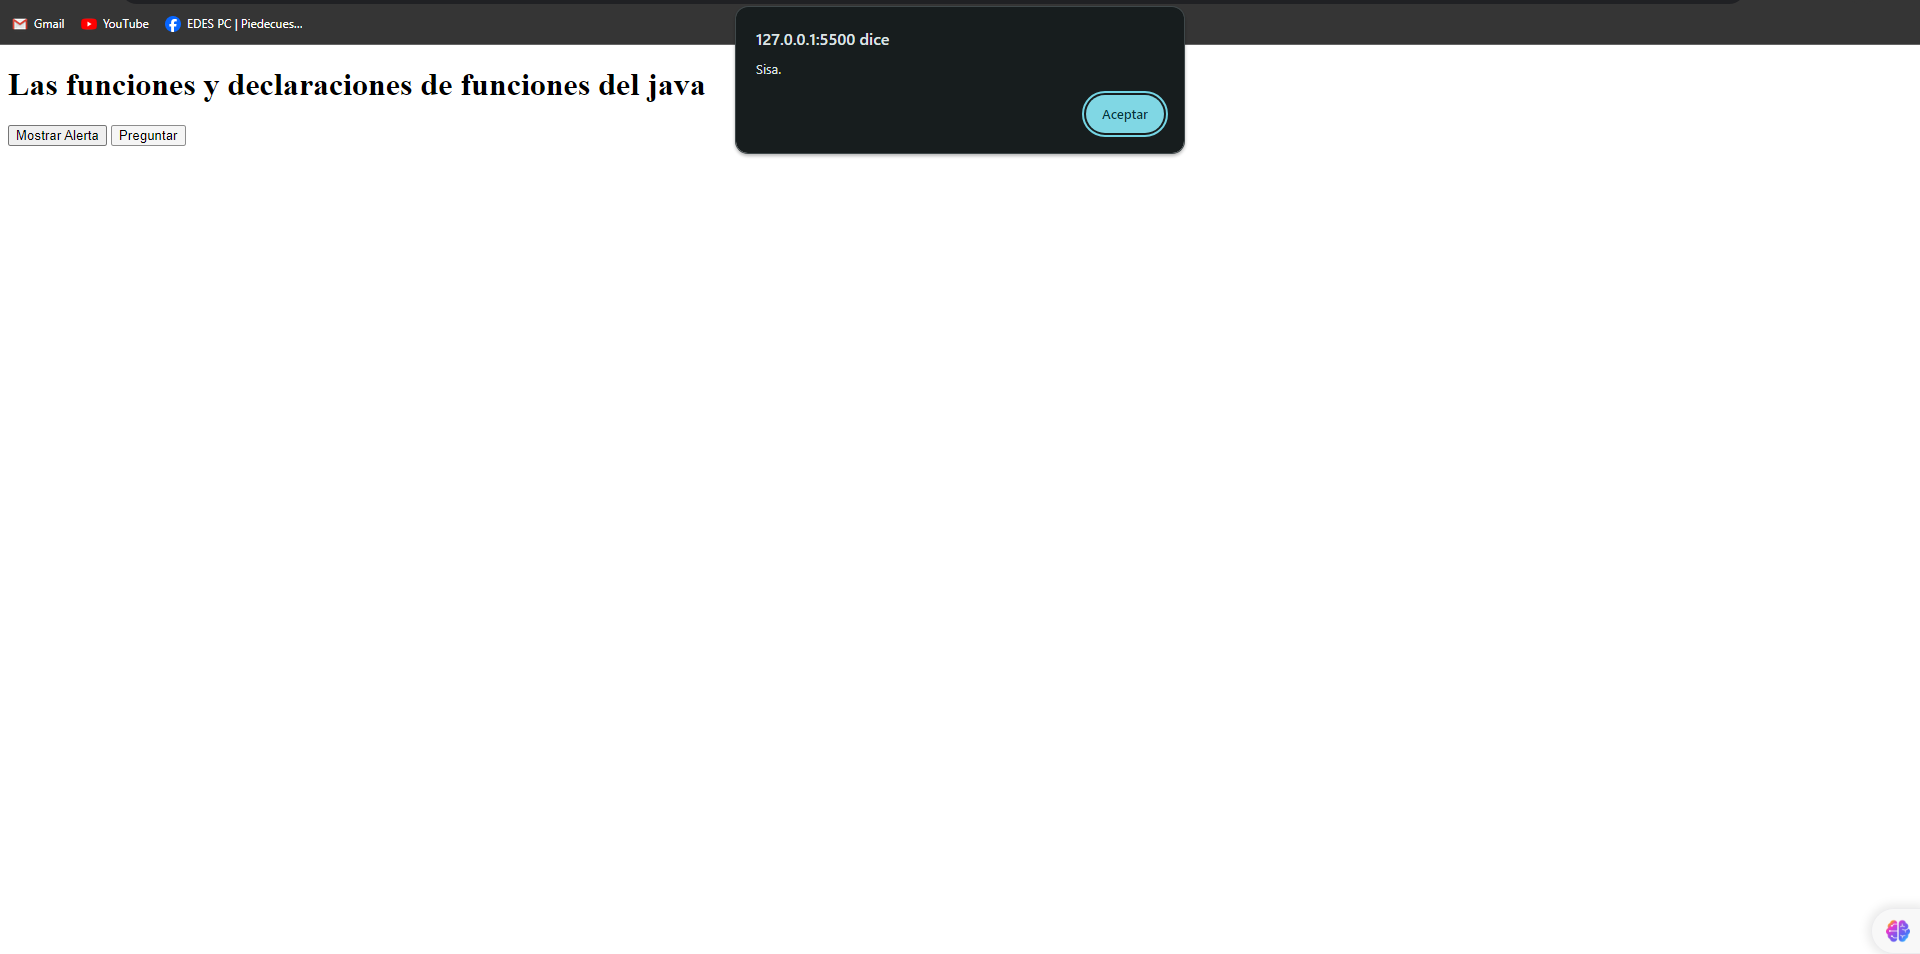 Gmail YouTube EDES PC | Piedecues...
127.0.0.1:5500 dice
Sisa.
Aceptar
Las funciones y declaraciones de funciones del java
Mostrar Alerta Preguntar